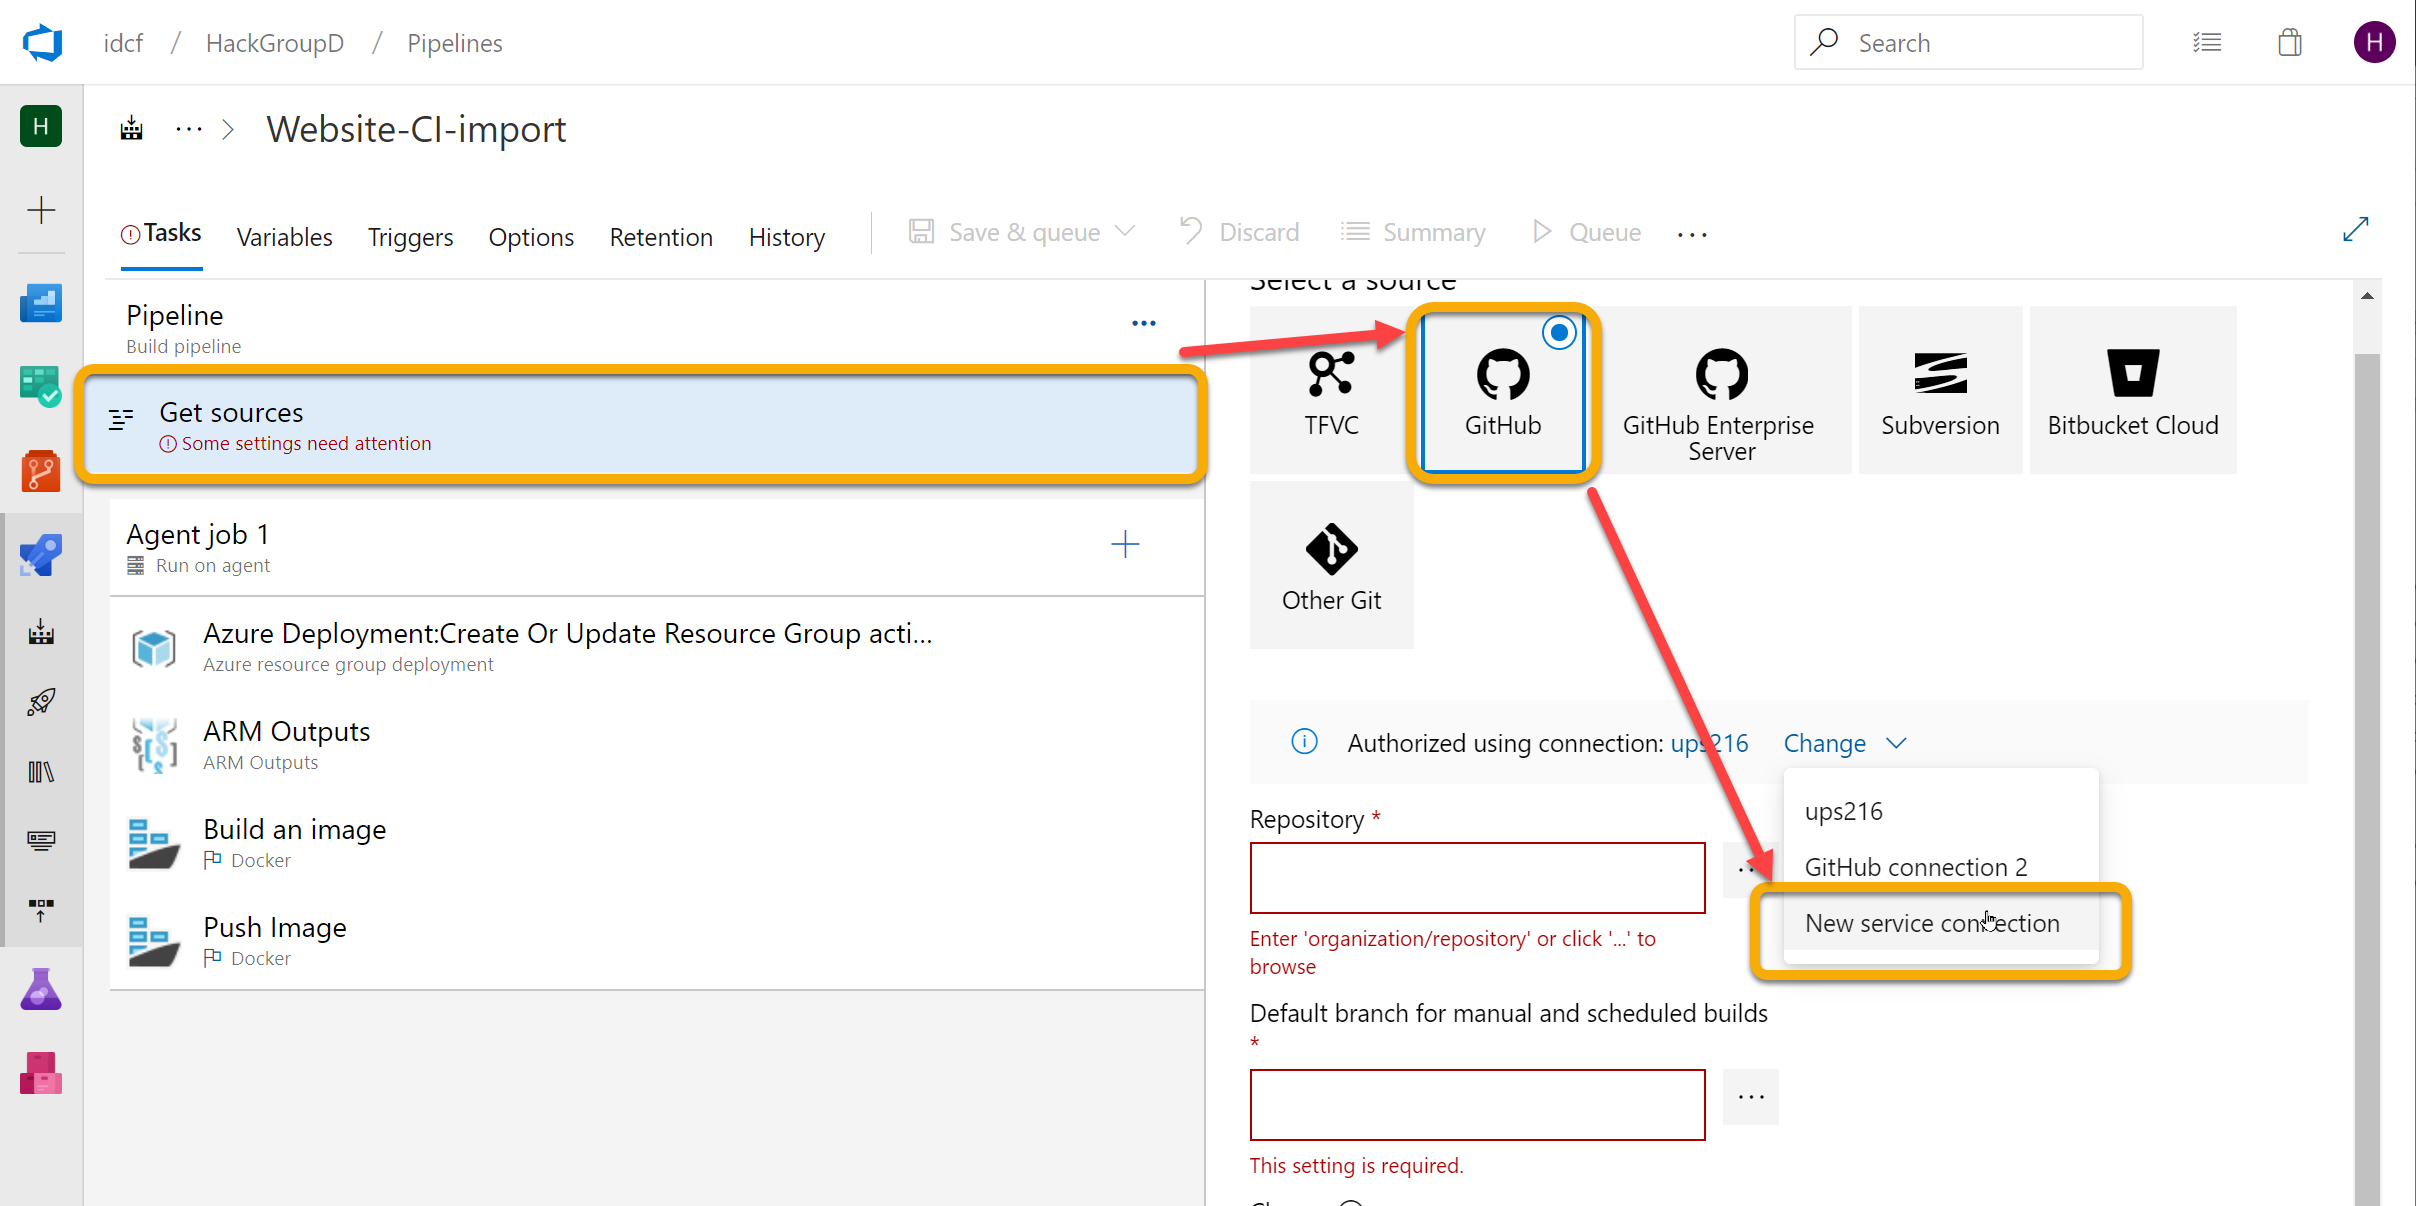 idcf / HackGroupD / Pipelines
Search
H
H
... > Website-CI-import
Tasks
Variables
Triggers
Options
Retention
History
Save & queue
Discard
Summary
Queue
...
Select a source
Pipeline
Build pipeline
Get sources
Some settings need attention
Agent job 1
Run on agent
Azure Deployment:Create Or Update Resource Group acti...
Azure resource group deployment
ARM Outputs
ARM Outputs
Build an image
Docker
Push Image
Docker
TFVC
GitHub
GitHub Enterprise
Server
Subversion
Bitbucket Cloud
Other Git
Authorized using connection: ups216
Change
ups216
GitHub connection 2
New service connection
Repository *
Enter 'organization/repository' or click '...' to
browse
Default branch for manual and scheduled builds
*
...
This setting is required.